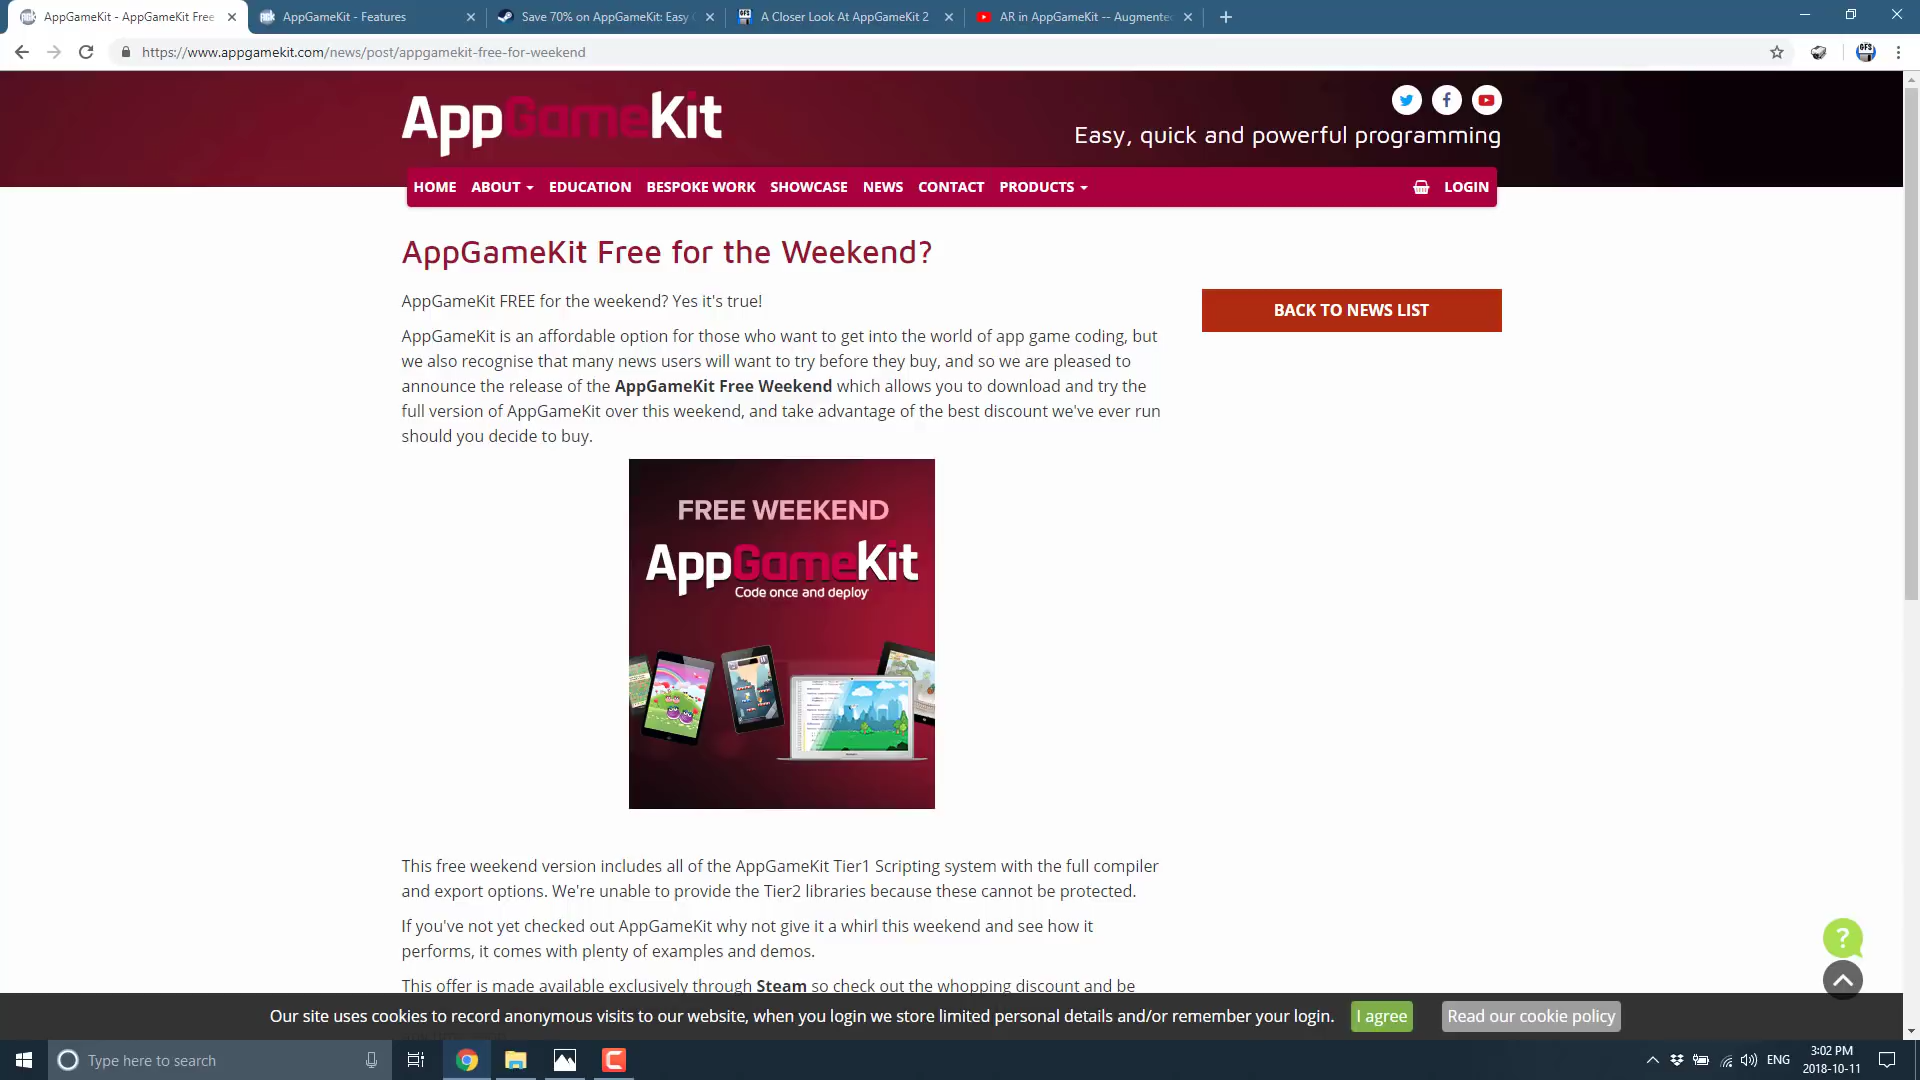 AppGameKit - AppGameKit Free
AppGameKit - Features
Save 70% on AppGameKit: Easy
A Closer Look At AppGameKit 2
AR in AppGameKit -- Augmente
https://www.appgamekit.com/news/post/appgamekit-free-for-weekend
AppGameKit
Easy, quick and powerful programming
HOME ABOUT EDUCATION BESPOKE WORK SHOWCASE NEWS CONTACT PRODUCTS LOGIN
AppGameKit Free for the Weekend?
AppGameKit FREE for the weekend? Yes it's true!
BACK TO NEWS LIST
AppGameKit is an affordable option for those who want to get into the world of app game coding, but
we also recognise that many news users will want to try before they buy, and so we are pleased to
announce the release of the AppGameKit Free Weekend which allows you to download and try the
full version of AppGameKit over this weekend, and take advantage of the best discount we've ever run
should you decide to buy.
FREE WEEKEND
AppGameKit
Code once and deploy
This free weekend version includes all of the AppGameKit Tier1 Scripting system with the full compiler
and export options. We're unable to provide the Tier2 libraries because these cannot be protected.
If you've not yet checked out AppGameKit why not give it a whirl this weekend and see how it
performs, it comes with plenty of examples and demos.
This offer is made available exclusively through Steam so check out the whopping discount and be
Our site uses cookies to record anonymous visits to our website, when you login we store limited personal details and/or remember your login. I agree Read our cookie policy
Type here to search
ENG
3:02 PM
2018-10-11